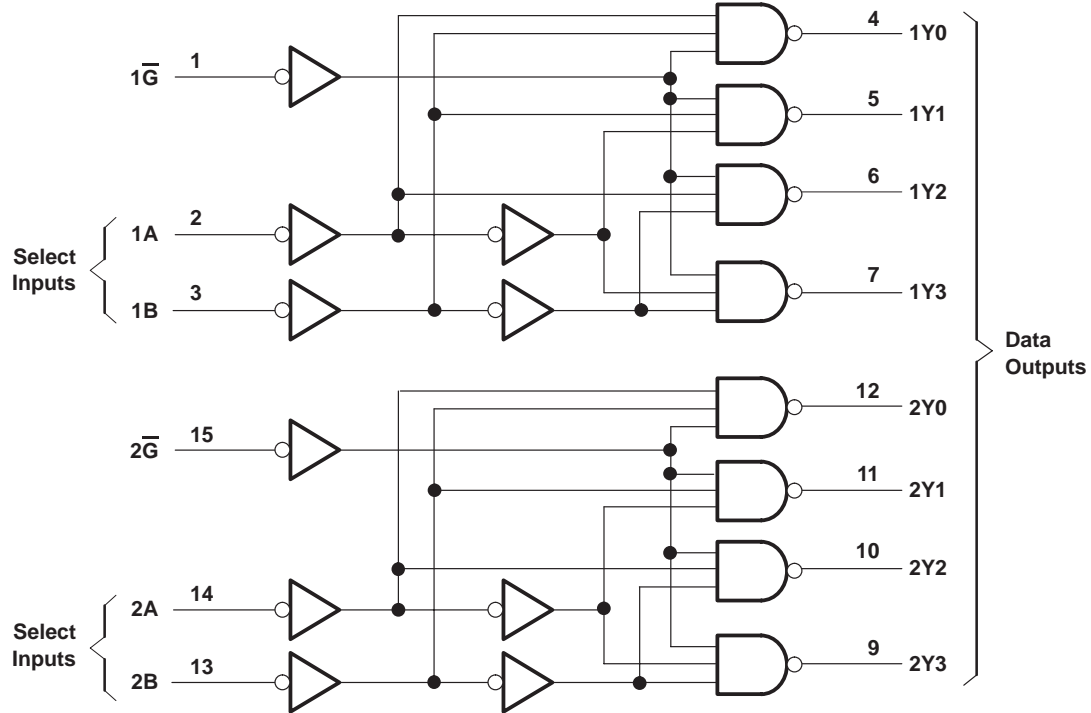 1G̅ 1
4 1Y0
5 1Y1
6 1Y2
7 1Y3
Select
Inputs
1A 2
1B 3
Data
Outputs
2G̅ 15
12 2Y0
11 2Y1
10 2Y2
9 2Y3
Select
Inputs
2A 14
2B 13